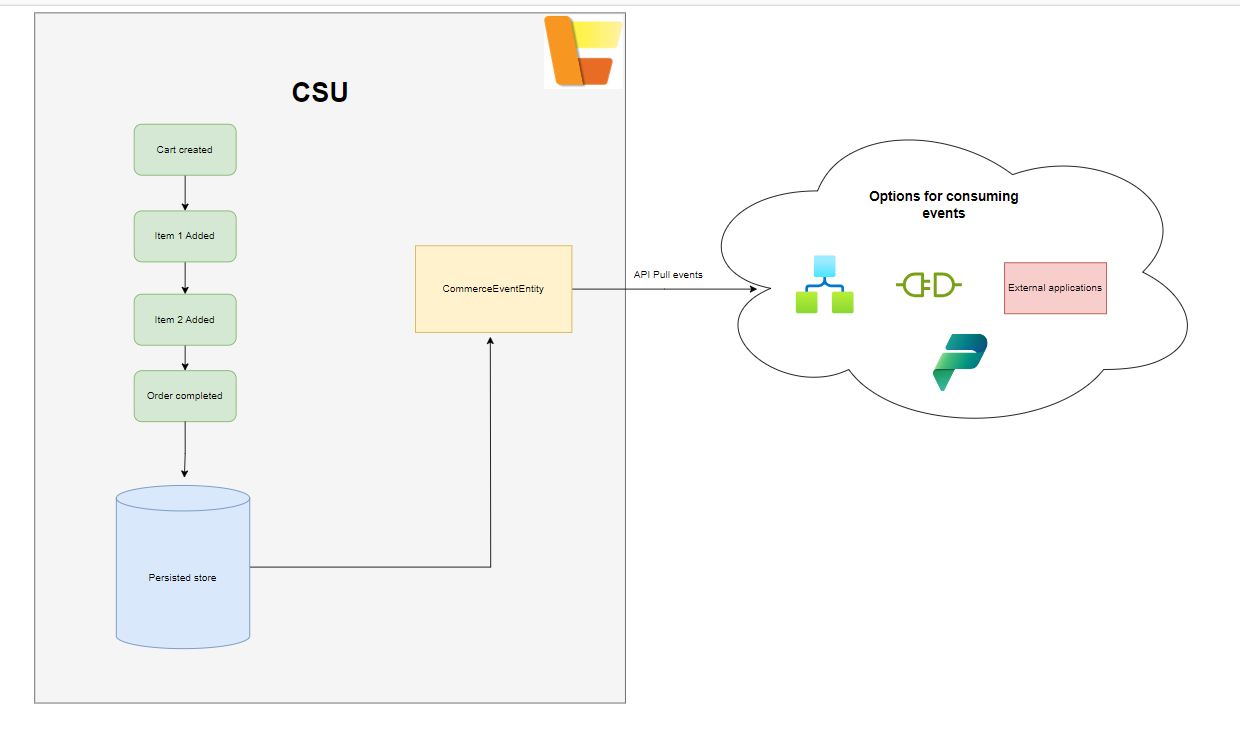 CSU
Cart created
Item 1 Added
Item 2 Added
Order completed
Persisted store
CommerceEventEntity
API Pull events
Options for consuming
events
External applications